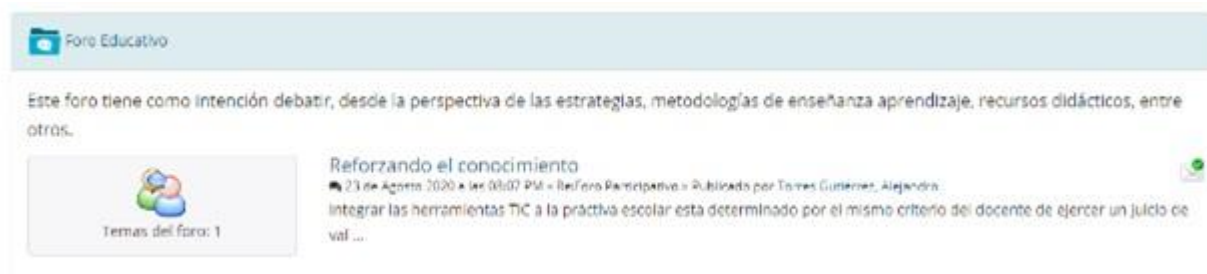 Foro Educativo
Este foro tiene como intención debatir, desde la perspectiva de las estrategias, metodologías de enseñanza aprendizaje, recursos didácticos, entre
otros.
Reforzando el conocimiento
23 de Agosto 2020 a las 08:07 PM » Participativo » Publicado por Torres Gutiérrez, Alejandro
Integrar las herramientas TIC a la práctiva escolar esta determinado por el mismo criterio del docente de ejercer un juicio de
val ...
Temas del foro: 1